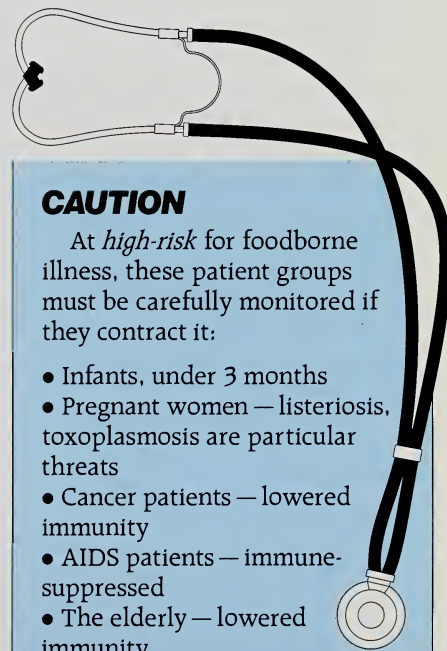 CAUTION
At high-risk for foodborne
illness, these patient groups
must be carefully monitored if
they contract it:
● Infants, under 3 months
● Pregnant women — listeriosis,
toxoplasmosis are particular
threats
● Cancer patients — lowered
immunity
● AIDS patients — immune-
suppressed
● The elderly — lowered
immunity